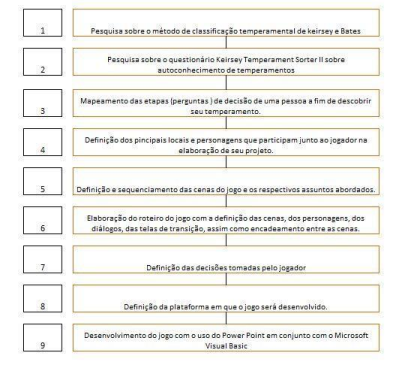 1 Pesquisa sobre o método de classificação temperamental de keirsey e Bates
2 Pesquisa sobre o questionário Keirsey Temperament Sorter II sobre
autoconhecimento de temperamentos
3 Mapeamento das etapas (perguntas ) de decisão de uma pessoa a fim de descobrir
seu temperamento.
4 Definição dos pincipais locais e personagens que participam junto ao jogador na
elaboração de seu projeto.
5 Definição e sequenciamento das cenas do jogo e os respectivos assuntos abordados.
6 Elaboração do roteiro do jogo com a definição das cenas, dos personagens, dos
diálogos, das telas de transição, assim como encadeamento entre as cenas.
7 Definição das decisões tomadas pelo jogador
8 Definição da plataforma em que o jogo será desenvolvido.
9 Desenvolvimento do jogo com o uso do Power Point em conjunto com o Microsoft
Visual Basic